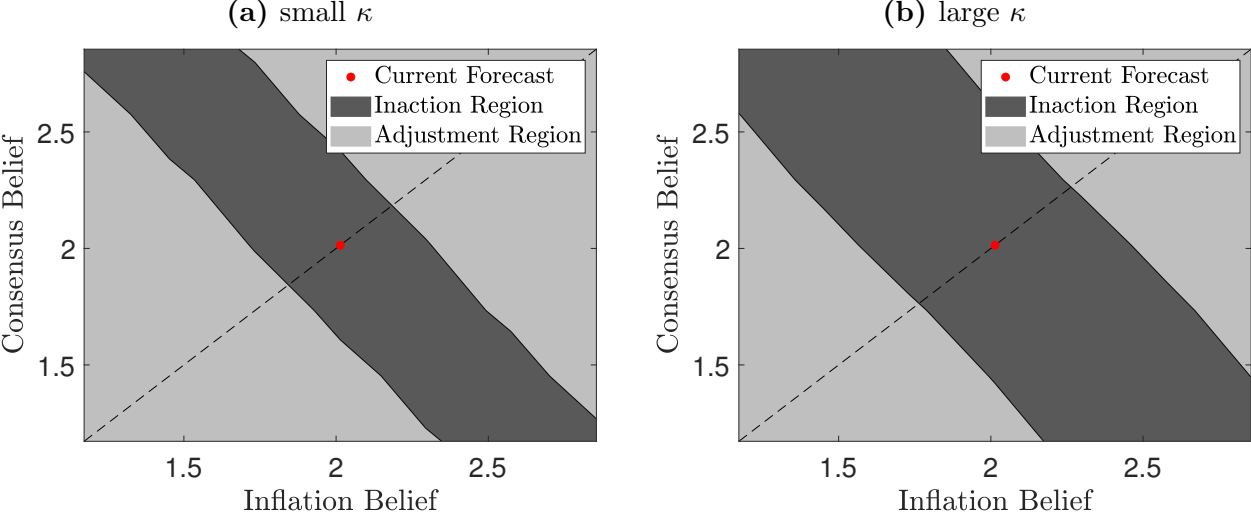 (a) small κ
Consensus Belief
2.5
2
1.5
1.5
2
2.5
Inflation Belief
Current Forecast
Inaction Region
Adjustment Region
(b) large κ
Consensus Belief
2.5
2
1.5
1.5
2
2.5
Inflation Belief
Current Forecast
Inaction Region
Adjustment Region